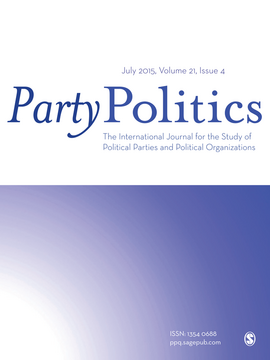 July 2015, Volume 21, Issue 4
Party Politics
The International Journal for the Study of
Political Parties and Political Organizations
ISSN: 1354 0688
ppq.sagepub.com
S